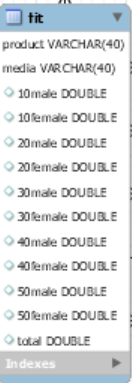 tit
product VARCHAR(40)
media VARCHAR(40)
10male DOUBLE
10female DOUBLE
20male DOUBLE
20female DOUBLE
30male DOUBLE
30female DOUBLE
40male DOUBLE
40female DOUBLE
50male DOUBLE
50female DOUBLE
total DOUBLE
Indexes